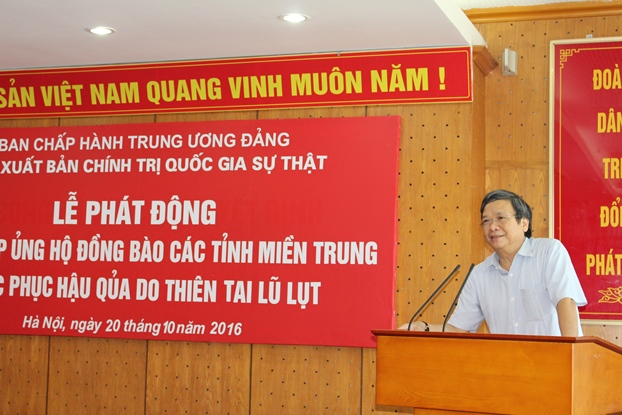 SẢN VIỆT NAM QUANG VINH MUÔN NĂM !
BAN CHẤP HÀNH TRUNG ƯƠNG ĐẢNG
XUẤT BẢN CHÍNH TRỊ QUỐC GIA SỰ THẬT
LỄ PHÁT ĐỘNG
P ỦNG HỘ ĐỒNG BÀO CÁC TỈNH MIỀN TRUNG
C PHỤC HẬU QỦA DO THIÊN TAI LŨ LỤT
Hà Nội, ngày 20 tháng 10 năm 2016
ĐOÀ
DÂN
TR
ĐỔI
PHÁT